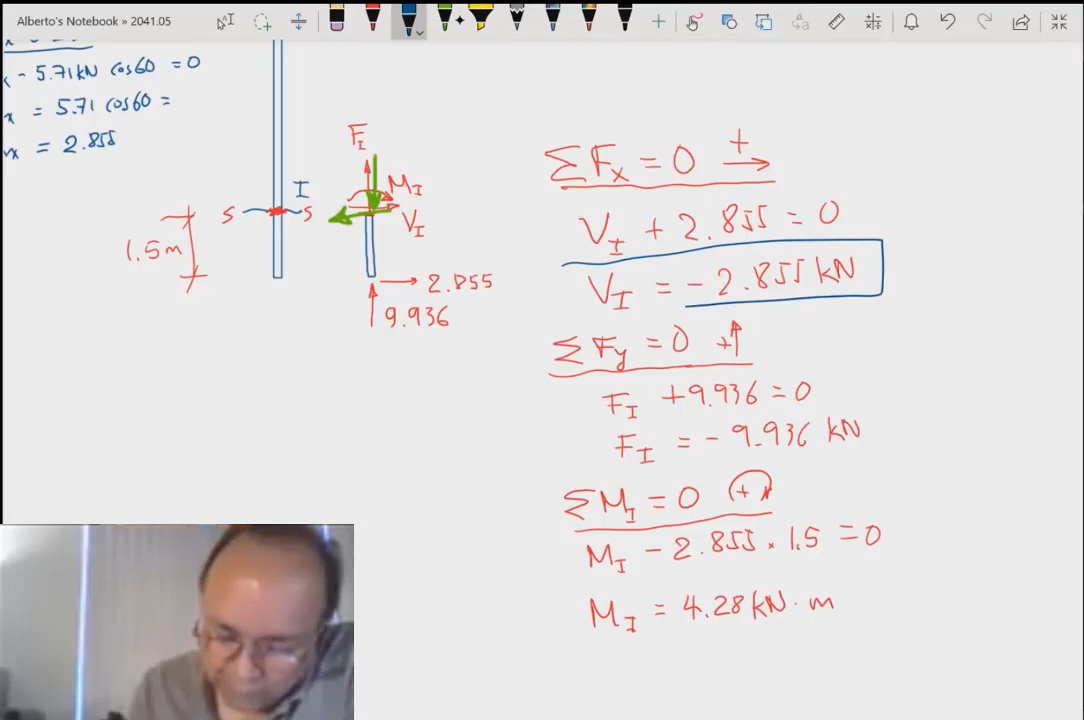 Alberto's Notebook » 2041.05
x - 5.71 kN cos60 = 0
x = 5.71 cos60 =
x = 2.855
F_I
M_I
V_I
I
S
S
1.5m
2.855
9.936
ΣF_x = 0 +→
V_I + 2.855 = 0
V_I = - 2.855 kN
ΣF_y = 0 +↑
F_I + 9.936 = 0
F_I = - 9.936 kN
ΣM_I = 0 +
M_I - 2.855 . 1.5 = 0
M_I = 4.28 kN . m